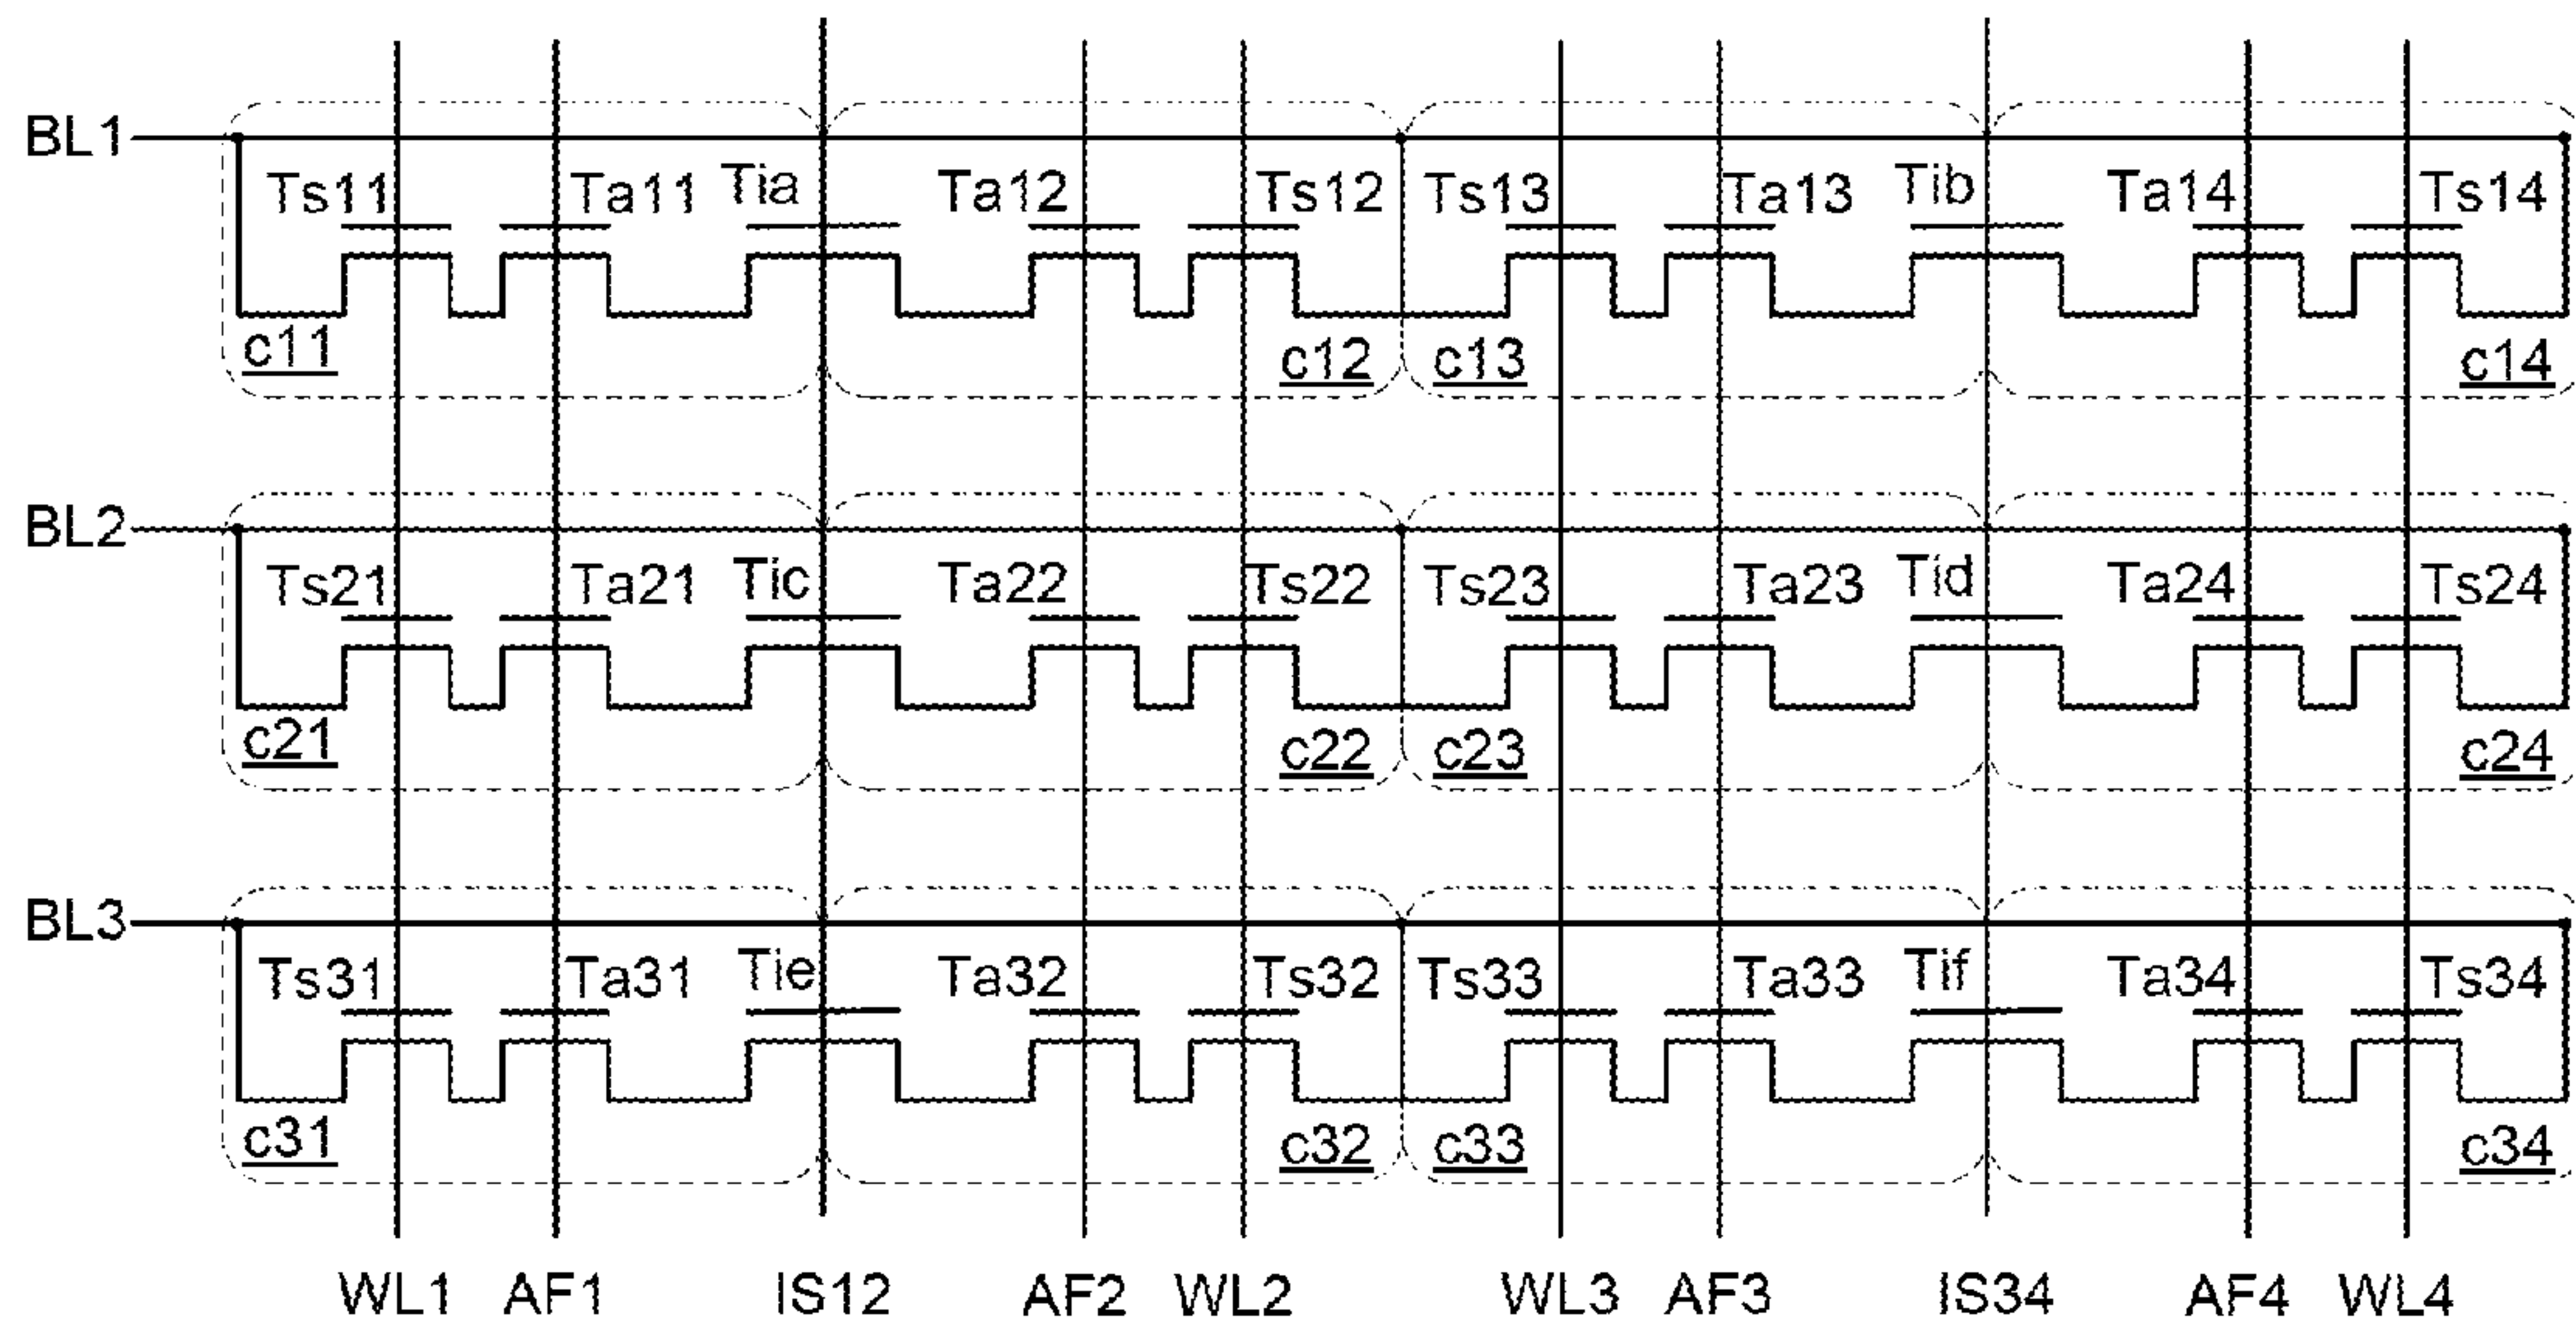 BL1
Ts11 Ta11 Tia Ta12 Ts12 Ts13 Ta13 Tib Ta14 Ts14
c11 c12 c13 c14
BL2
Ts21 Ta21 Tic Ta22 Ts22 Ts23 Ta23 Tid Ta24 Ts24
c21 c22 c23 c24
BL3
Ts31 Ta31 Tie Ta32 Ts32 Ts33 Ta33 Tif Ta34 Ts34
c31 c32 c33 c34
WL1 AF1 IS12 AF2 WL2 WL3 AF3 IS34 AF4 WL4